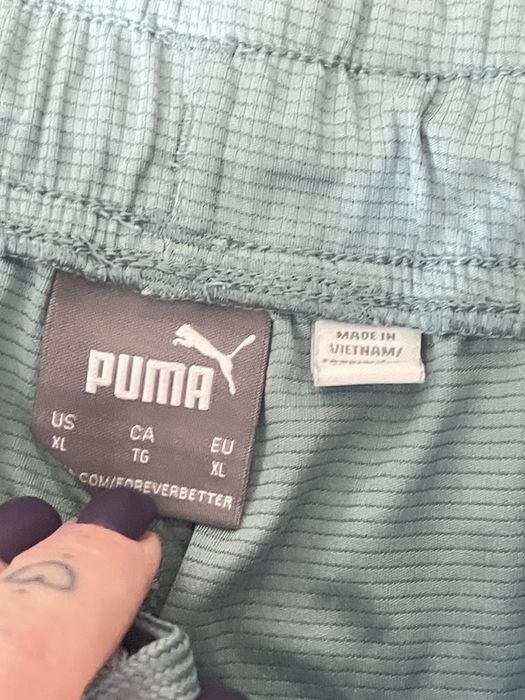 PUMA
US CA EU
XL TG XL
.COM/FOREVERBETTER
MADE IN
VIETNAM/